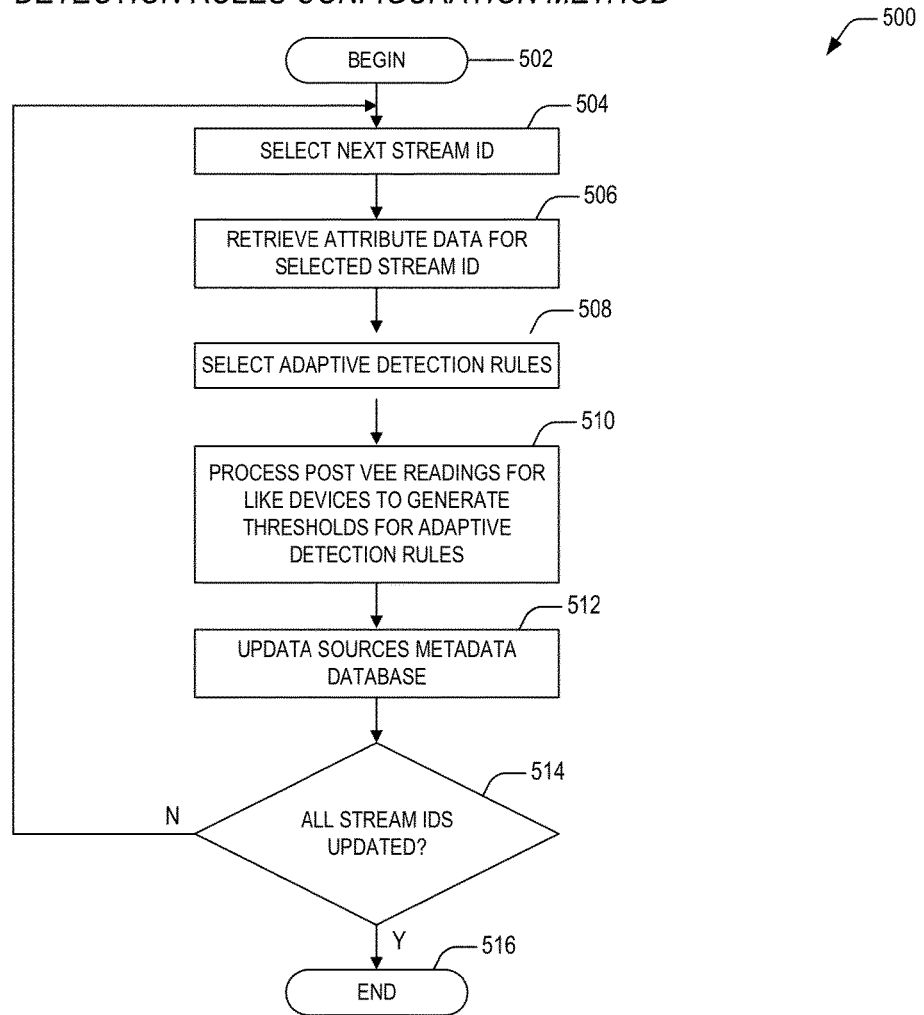 DETECTION RULES CONFIGURATION METHOD
500
BEGIN
502
504
SELECT NEXT STREAM ID
506
RETRIEVE ATTRIBUTE DATA FOR
SELECTED STREAM ID
508
SELECT ADAPTIVE DETECTION RULES
510
PROCESS POST VEE READINGS FOR
LIKE DEVICES TO GENERATE
THRESHOLDS FOR ADAPTIVE
DETECTION RULES
512
UPDATA SOURCES METADATA
DATABASE
514
ALL STREAM IDS
UPDATED?
N
Y
516
END